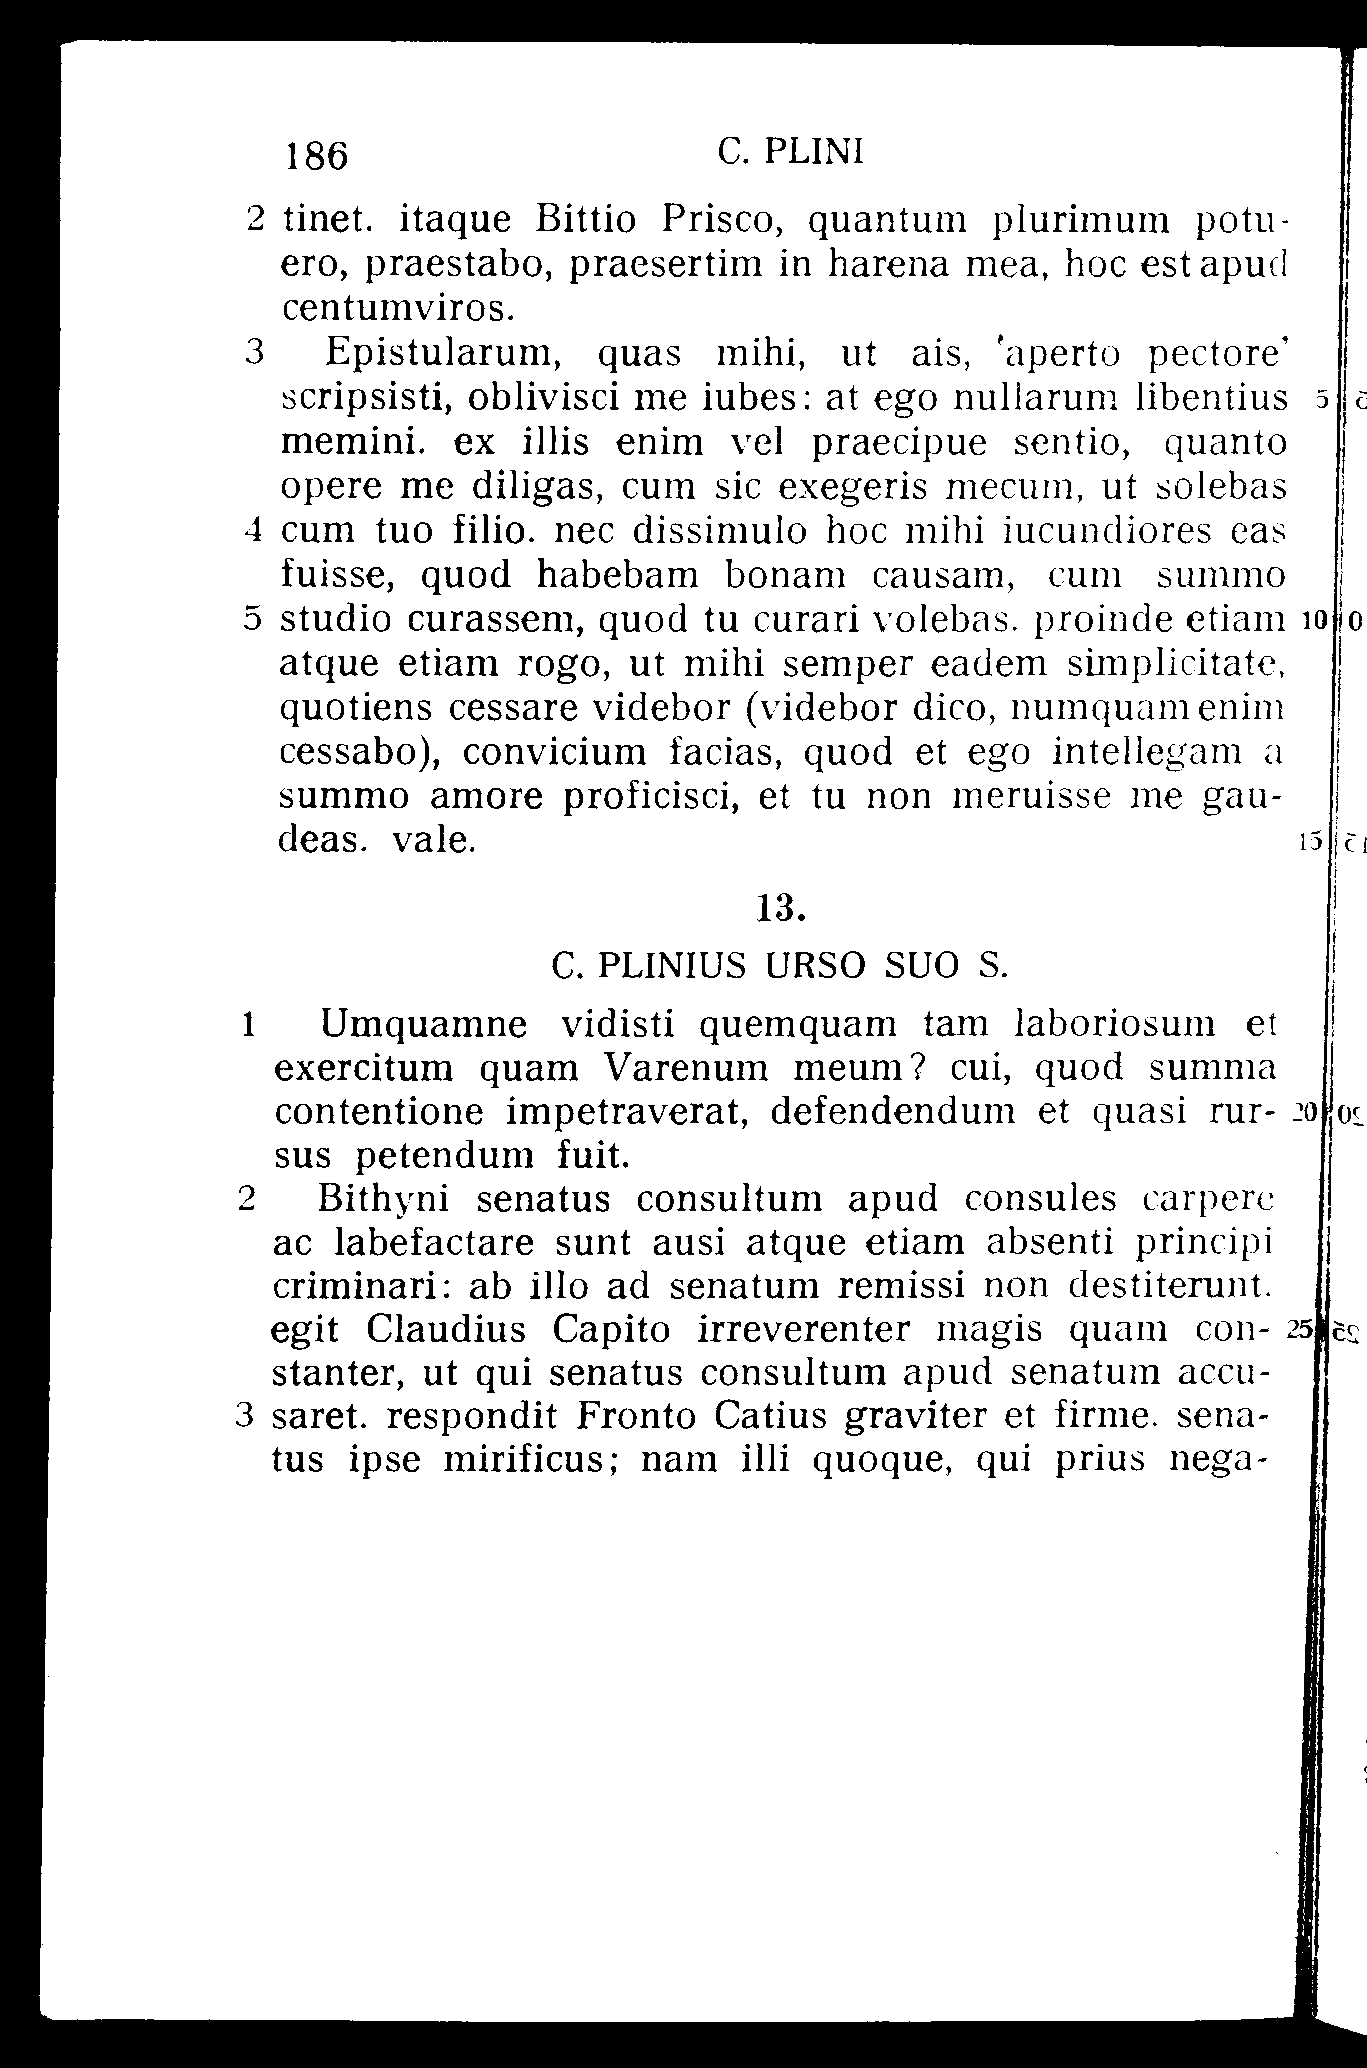 186 C. PLINI
2 tinet. itaque Bittio Prisco, quantum plurimum potu-
ero, praestabo, praesertim in harena mea, hoc est apud
centumviros.
3 Epistularum, quas mihi, ut ais, 'aperto pectore'
scripsisti, oblivisci me iubes: at ego nullarum libentius 5
memini. ex illis enim vel praecipue sentio, quanto
opere me diligas, cum sic exegeris mecum, ut solebas
4 cum tuo filio. nec dissimulo hoc mihi iucundiores eas
fuisse, quod habebam bonam causam, cum summo
5 studio curassem, quod tu curari volebas. proinde etiam 10
atque etiam rogo, ut mihi semper eadem simplicitate,
quotiens cessare videbor (videbor dico, numquam enim
cessabo), convicium facias, quod et ego intellegam a
summo amore proficisci, et tu non meruisse me gau-
deas. vale. 15
13.
C. PLINIUS URSO SUO S.
1 Umquamne vidisti quemquam tam laboriosum et
exercitum quam Varenum meum? cui, quod summa
contentione impetraverat, defendendum et quasi rur- 20
sus petendum fuit.
2 Bithyni senatus consultum apud consules carpere
ac labefactare sunt ausi atque etiam absenti principi
criminari: ab illo ad senatum remissi non destiterunt.
egit Claudius Capito irreverenter magis quam con- 25
stanter, ut qui senatus consultum apud senatum accu-
3 saret. respondit Fronto Catius graviter et firme. sena-
tus ipse mirificus; nam illi quoque, qui prius nega-